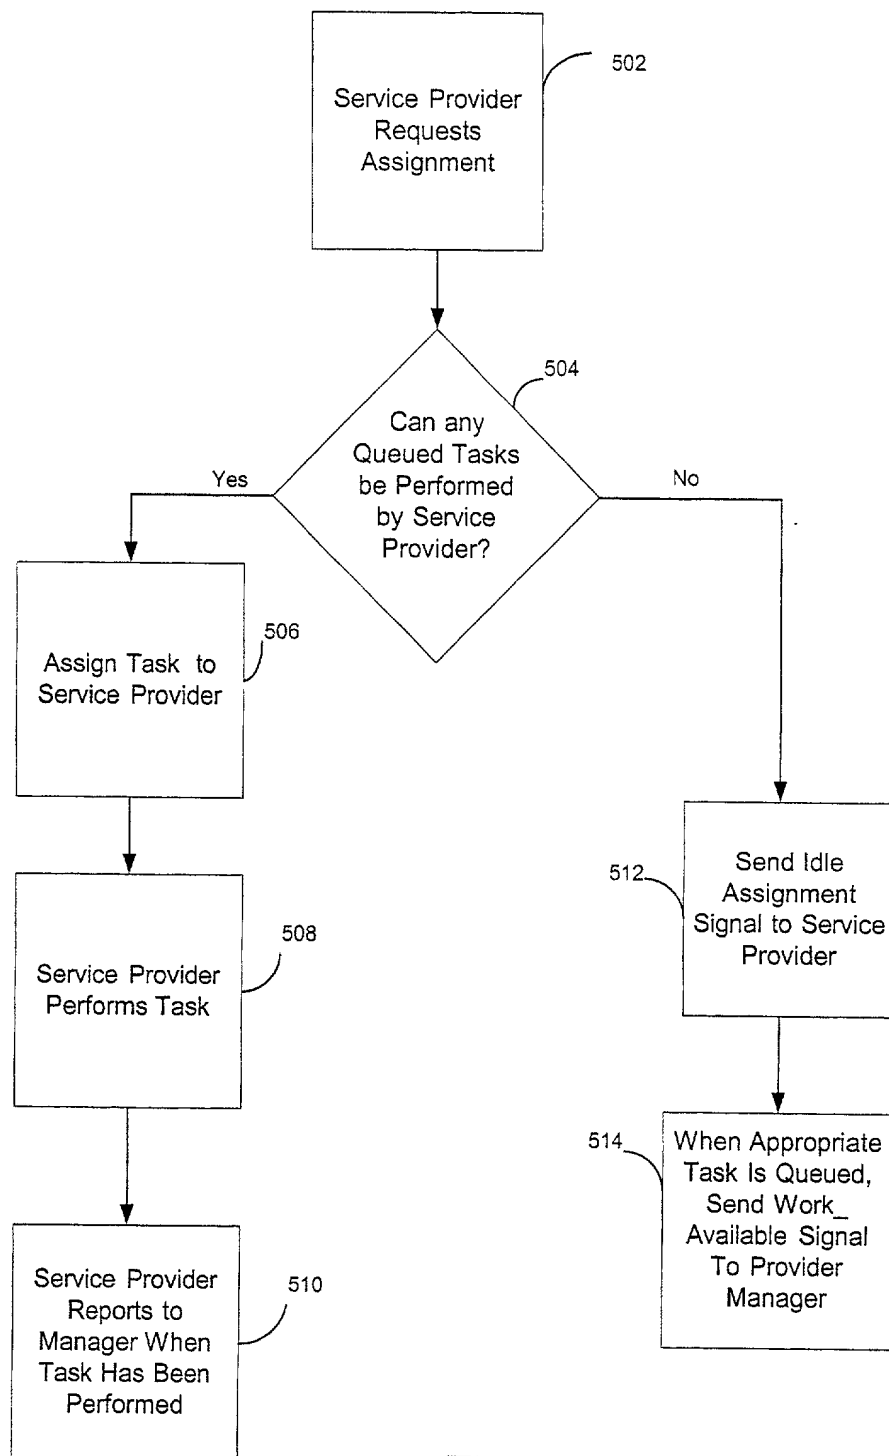 Service Provider
Requests
Assignment
502
Can any
Queued Tasks
be Performed
by Service
Provider?
504
Yes
No
Assign Task to
Service Provider
506
Service Provider
Performs Task
508
Send Idle
Assignment
Signal to Service
Provider
512
When Appropriate
Task Is Queued,
Send Work_
Available Signal
To Provider
Manager
514
Service Provider
Reports to
Manager When
Task Has Been
Performed
510